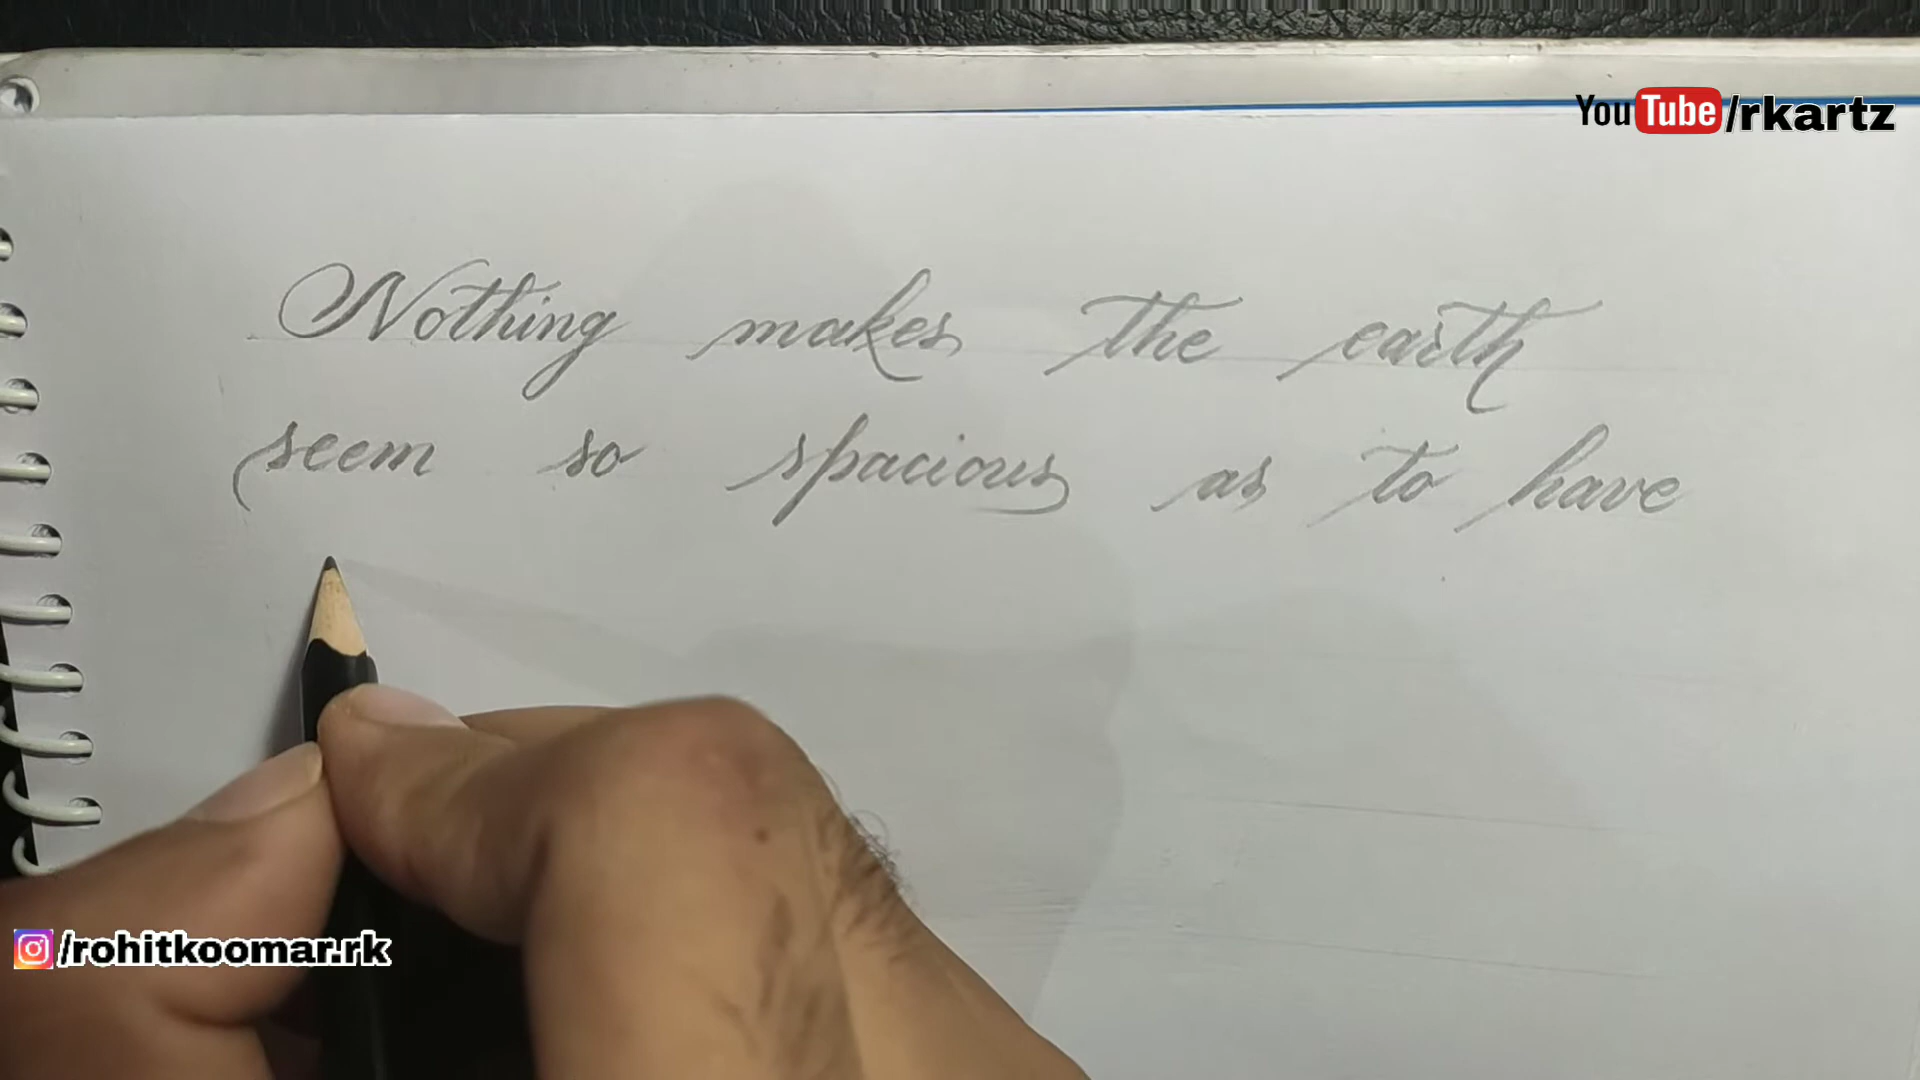 YouTube/rkartz
Nothing makes the earth
seem so spacious as to have
/rohitkoomar.rk